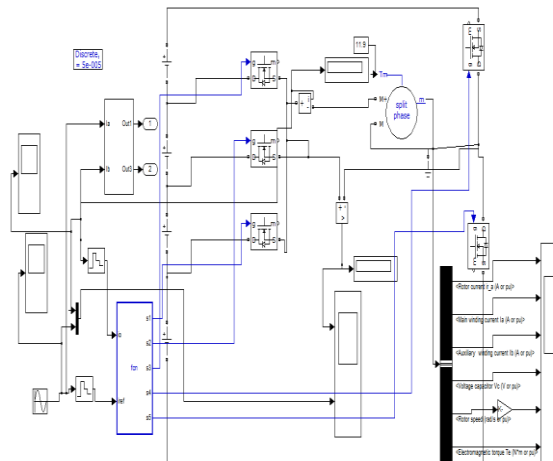 Discrete,
= 5e-005
11.9
Tm
split
phase
m
M+
M
Ia
Out1
1
Ib
Out3
2
g
D
S
g
D
S
g
D
S
fcn
s1
s2
s3
s4
s5
ref
<Rotor current ir_a (A or pu)>
<Main winding current Ia (A or pu)>
<Auxiliary winding current Ib (A or pu)>
<Voltage capacitor Vc (V or pu)>
<Rotor speed (rad/s or pu)>
<Electromagnetic torque Te (N*m or pu)>